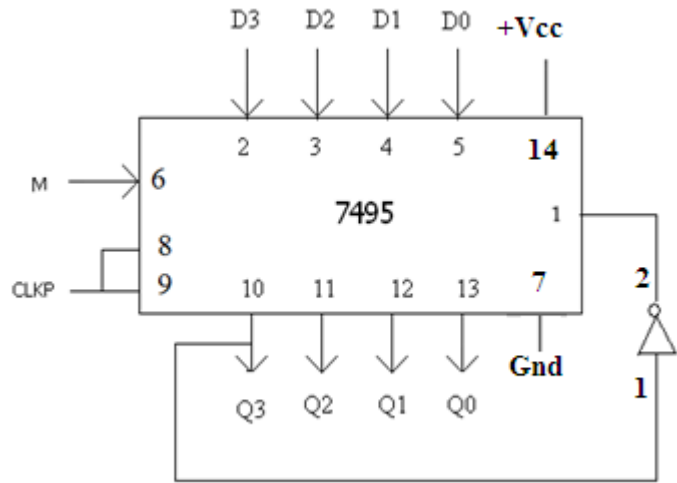 D3 D2 D1 D0 +Vcc
2 3 4 5 14
M 6
7495 1
8
CLKP 9
10 11 12 13 7 2
Gnd 1
Q3 Q2 Q1 Q0